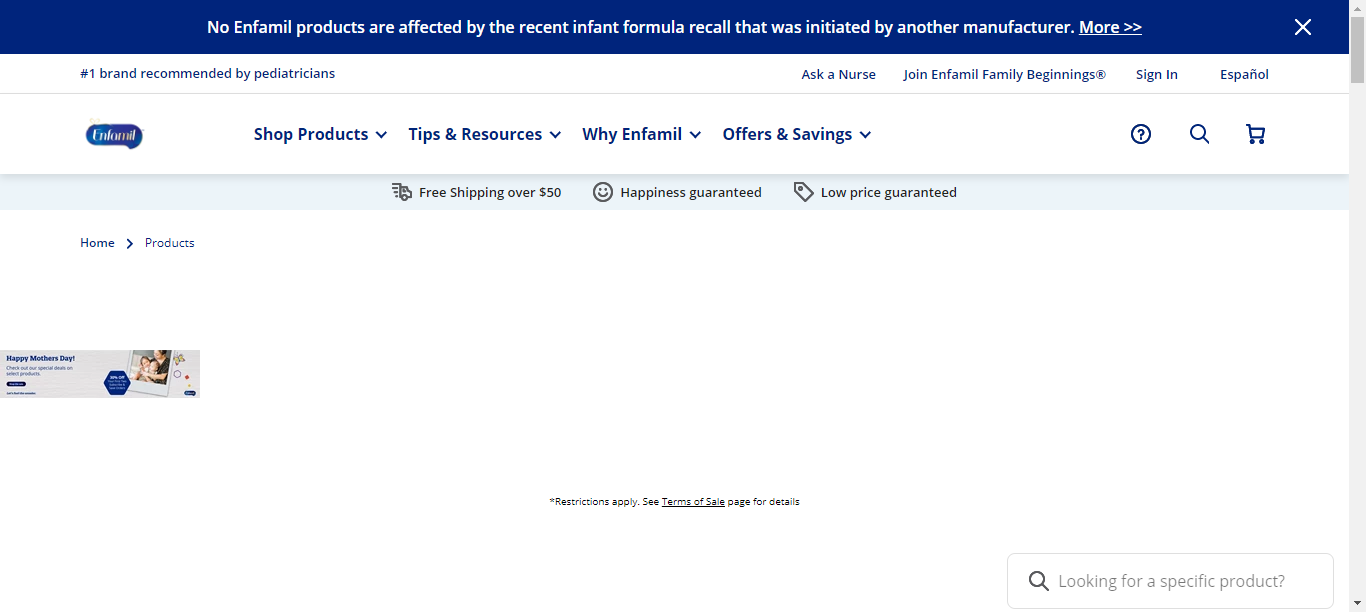 No Enfamil products are affected by the recent infant formula recall that was initiated by another manufacturer. More >>
#1 brand recommended by pediatricians
Ask a Nurse
Join Enfamil Family Beginnings®
Sign In
Español
Enfamil
Shop Products
Tips & Resources
Why Enfamil
Offers & Savings
Free Shipping over $50
Happiness guaranteed
Low price guaranteed
Home
Products
Happy Mothers Day!
Check out our special deals on
select products.
*Restrictions apply. See Terms of Sale page for details
Looking for a specific product?